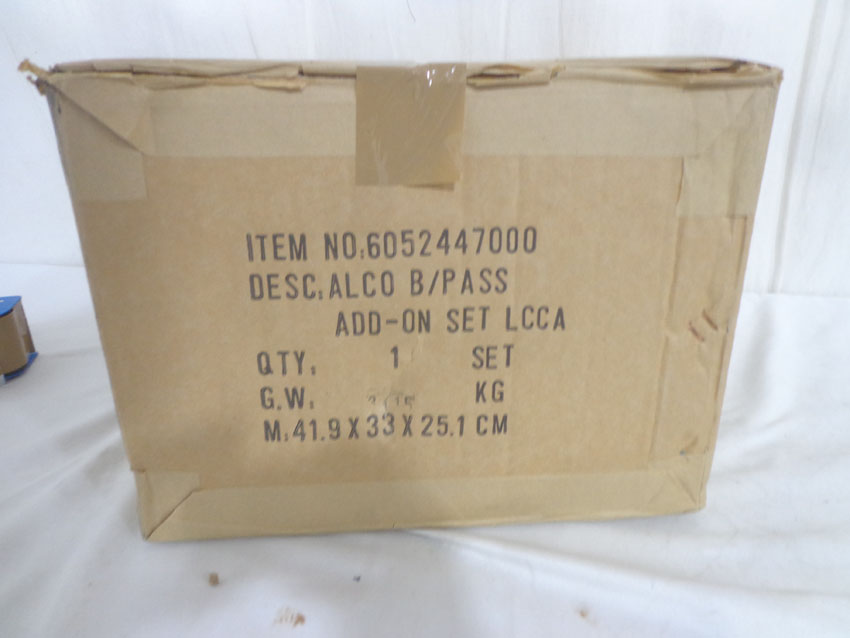 ITEM NO:6052447000
DESC:ALCO B/PASS
ADD-ON SET LCCA
QTY: 1 SET
G.W: KG
M:41.9 X 33 X 25.1 CM